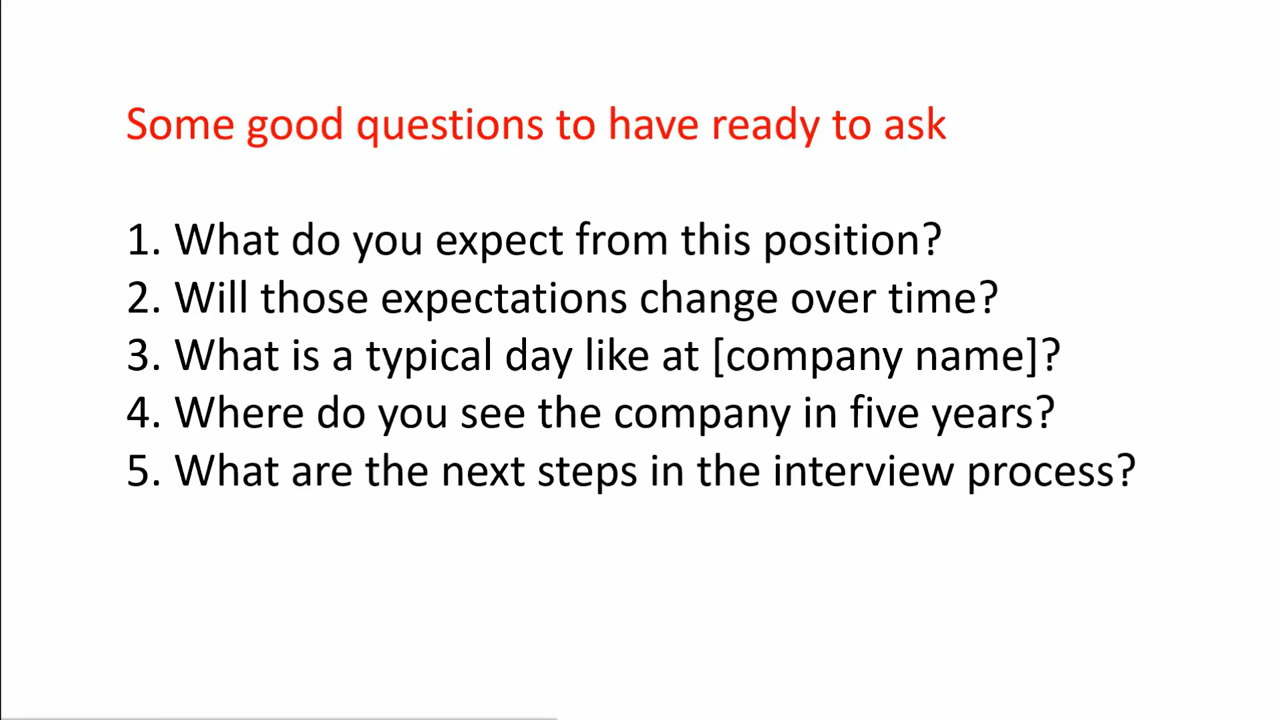 Some good questions to have ready to ask
1. What do you expect from this position?
2. Will those expectations change over time?
3. What is a typical day like at [company name]?
4. Where do you see the company in five years?
5. What are the next steps in the interview process?